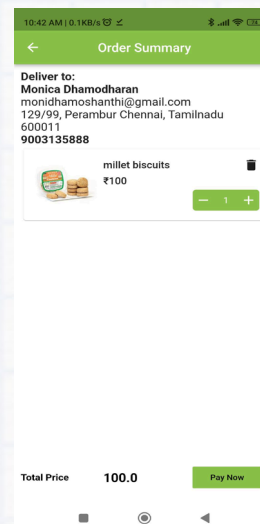 10:42 AM | 0.1KB/s
Order Summary
Deliver to:
Monica Dhamodharan
monidhamoshanthi@gmail.com
129/99, Perambur Chennai, Tamilnadu
600011
9003135888
millet biscuits
₹100
1
Total Price 100.0 Pay Now